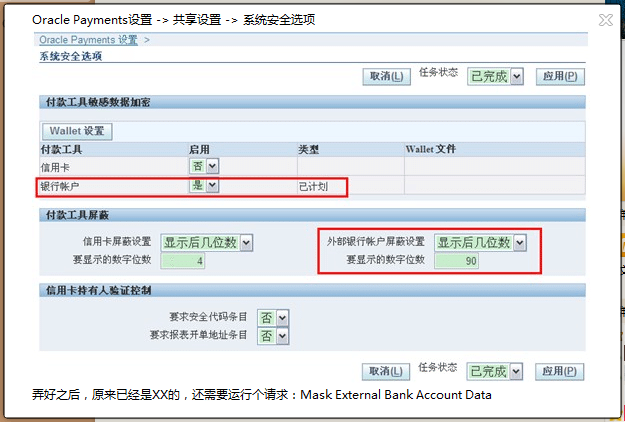 Oracle Payments设置 -> 共享设置 -> 系统安全选项
Oracle Payments 设置 >
系统安全选项
取消(L) 任务状态 已完成 应用(P)
付款工具敏感数据加密
Wallet 设置
付款工具 启用 类型 Wallet 文件
信用卡 否
银行帐户 是 已计划
付款工具屏蔽
信用卡屏蔽设置 显示后几位数 外部银行帐户屏蔽设置 显示后几位数
要显示的数字位数 4 要显示的数字位数 90
信用卡持有人验证控制
要求安全代码条目 否
要求报表开单地址条目 否
取消(L) 任务状态 已完成 应用(P)
弄好之后，原来已经是XX的，还需要运行个请求：Mask External Bank Account Data